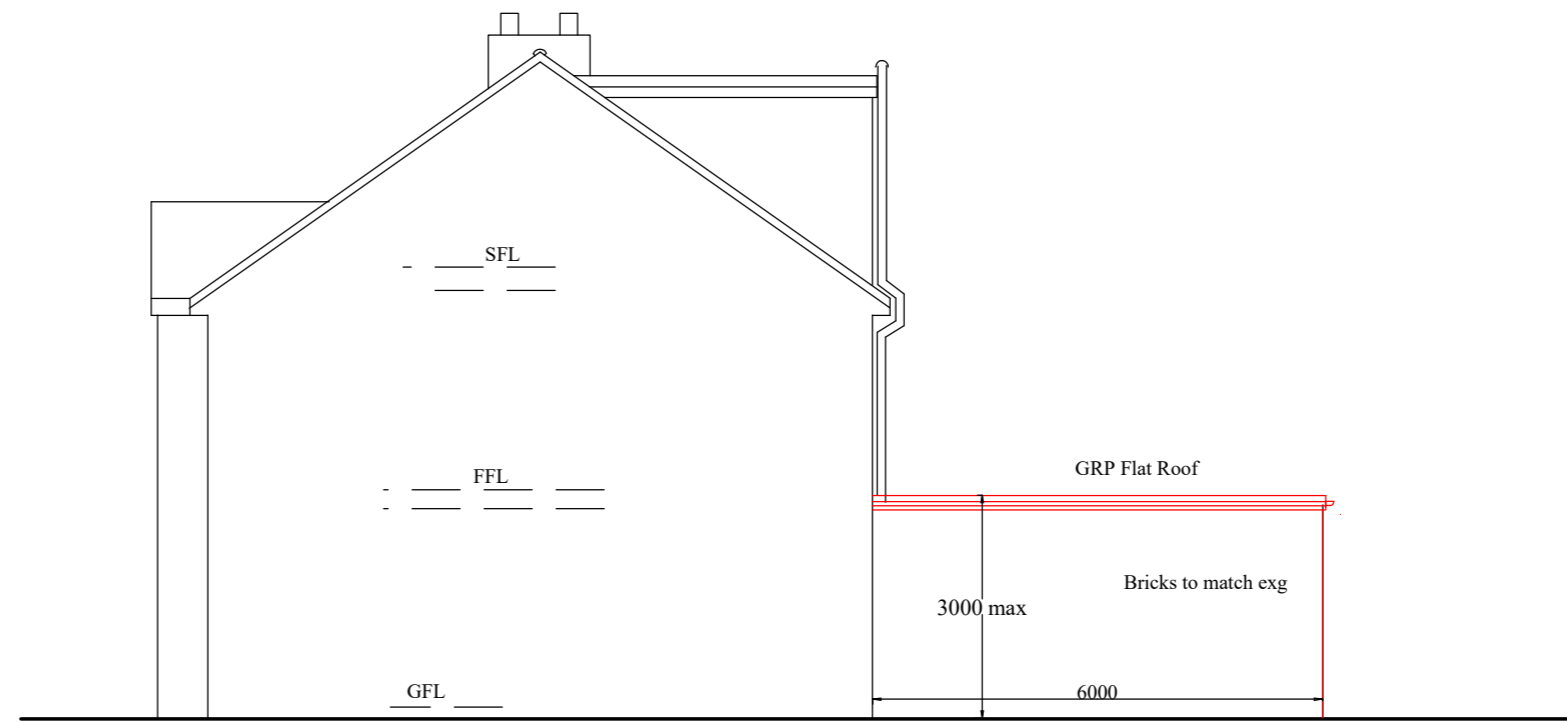 SFL
FFL
GRP Flat Roof
Bricks to match exg
3000 max
GFL
6000